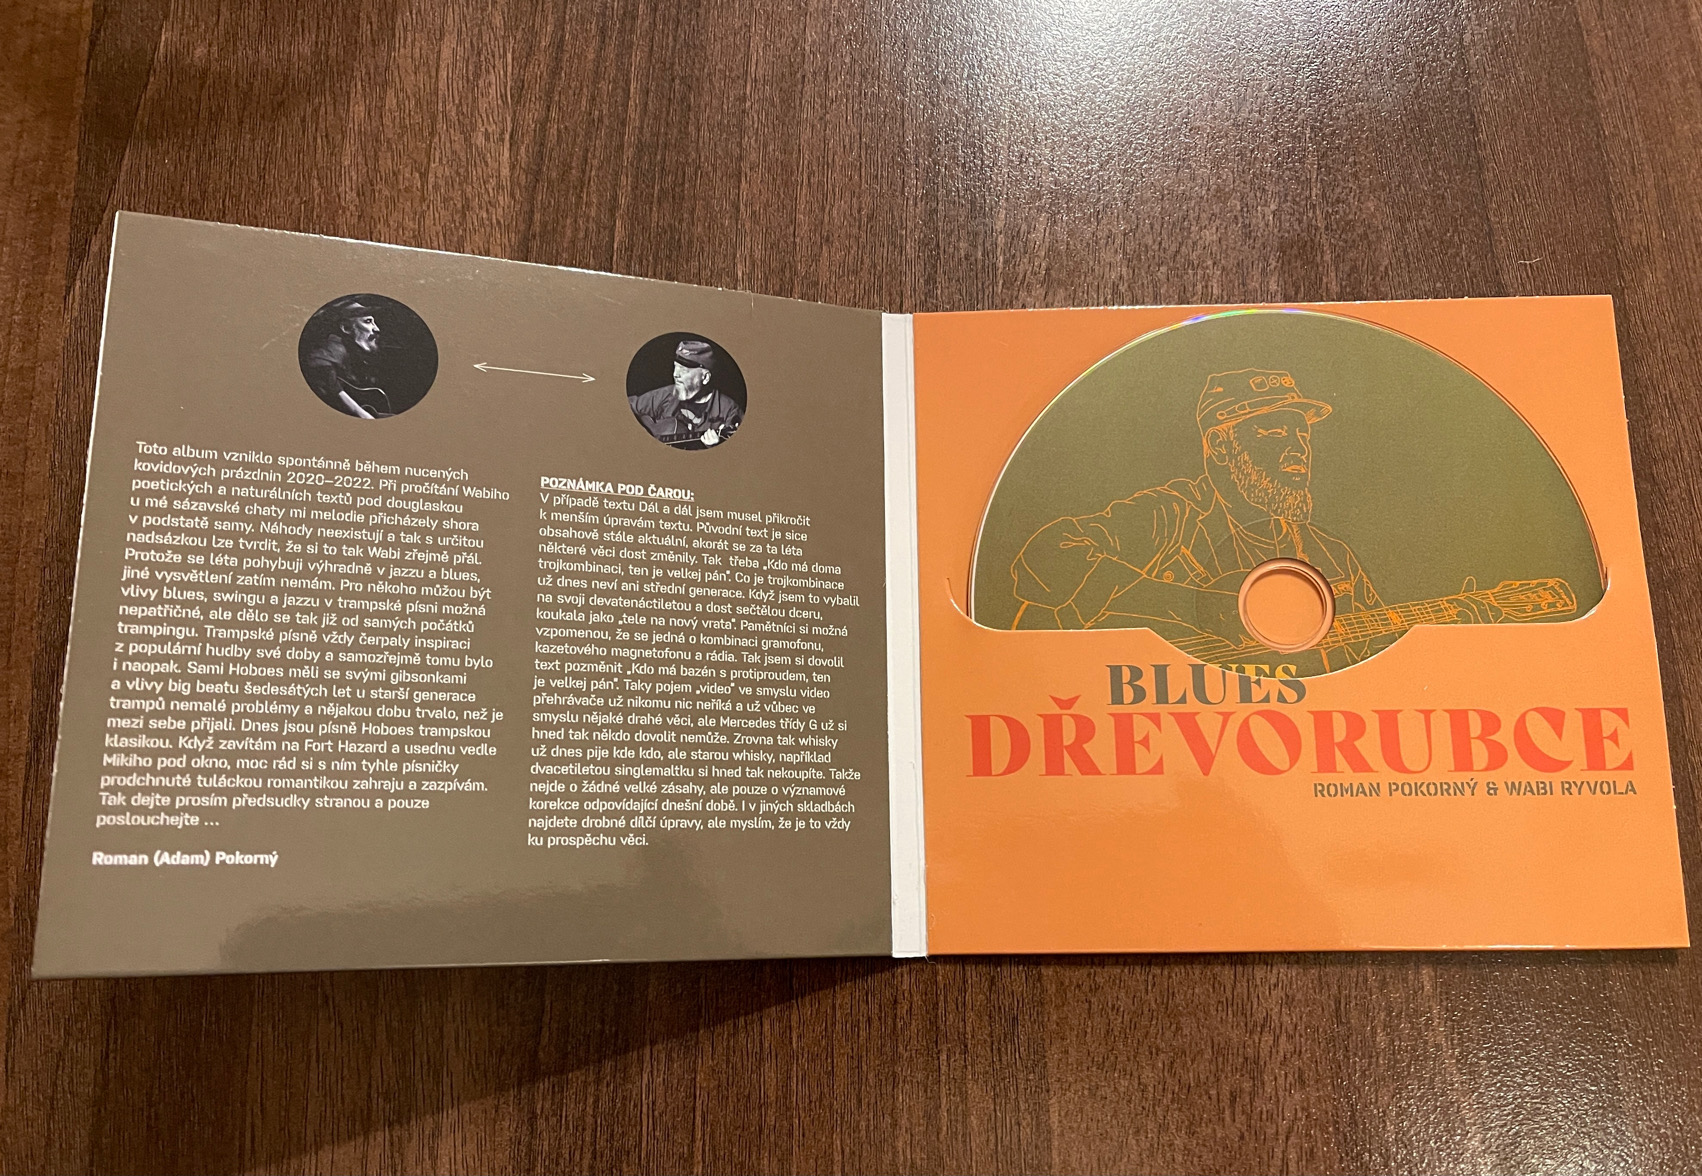 Toto album vzniklo spontánně během nucených
kovidových prázdnin 2020–2022. Při pročítání Wabiho
poetických a naturálních textů pod douglaskou
u mé sázavské chaty mi melodie přicházely shora
v podstatě samy. Náhody neexistují a tak s určitou
nadsázkou lze tvrdit, že si to tak Wabi zřejmě přál.
Protože se léta pohybuji výhradně v jazzu a blues,
jiné vysvětlení zatím nemám. Pro někoho můžou být
vlivy blues, swingu a jazzu v trampské písni možná
nepatřičné, ale dělo se tak již od samých počátků
trampingu. Trampské písně vždy čerpaly inspiraci
z populární hudby své doby a samozřejmě tomu bylo
i naopak. Sami Hoboes měli se svými gibsonkami
a vlivy big beatu šedesátých let u starší generace
trampů nemalé problémy a nějakou dobu trvalo, než je
mezi sebe přijali. Dnes jsou písně Hoboes trampskou
klasikou. Když zavítám na Fort Hazard a usednu vedle
Mikiho pod okno, moc rád si s ním tyhle písničky
prodchnuté tuláckou romantikou zahraju a zazpívám.
Tak dejte prosím předsudky stranou a pouze
poslouchejte ...
Roman (Adam) Pokorný
POZNÁMKA POD ČAROU:
V případě textu Dál a dál jsem musel přikročit
k menším úpravám textu. Původní text je sice
obsahově stále aktuální, akorát se za ta léta
některé věci dost změnily. Tak třeba „Kdo má doma
trojkombinaci, ten je velkej pán“. Co je trojkombinace
už dnes neví ani střední generace. Když jsem to vybalil
na svoji devatenáctiletou a dost sečtělou dceru,
koukala jako „tele na nový vrata“. Pamětníci si možná
vzpomenou, že se jedná o kombinaci gramofonu,
kazetového magnetofonu a rádia. Tak jsem si dovolil
text pozměnit „Kdo má bazén s protiproudem, ten
je velkej pán“. Taky pojem „video“ ve smyslu video
přehrávače už nikomu nic neříká a už vůbec ve
smyslu nějaké drahé věci, ale Mercedes třídy G už si
hned tak někdo dovolit nemůže. Zrovna tak whisky
už dnes pije kde kdo, ale starou whisky, například
dvacetiletou singlemaltku si hned tak nekoupíte. Takže
nejde o žádné velké zásahy, ale pouze o významové
korekce odpovídající dnešní době. I v jiných skladbách
najdete drobné dílčí úpravy, ale myslím, že je to vždy
ku prospěchu věci.
BLUES
DŘEVORUBCE
ROMAN POKORNÝ & WABI RYVOLA